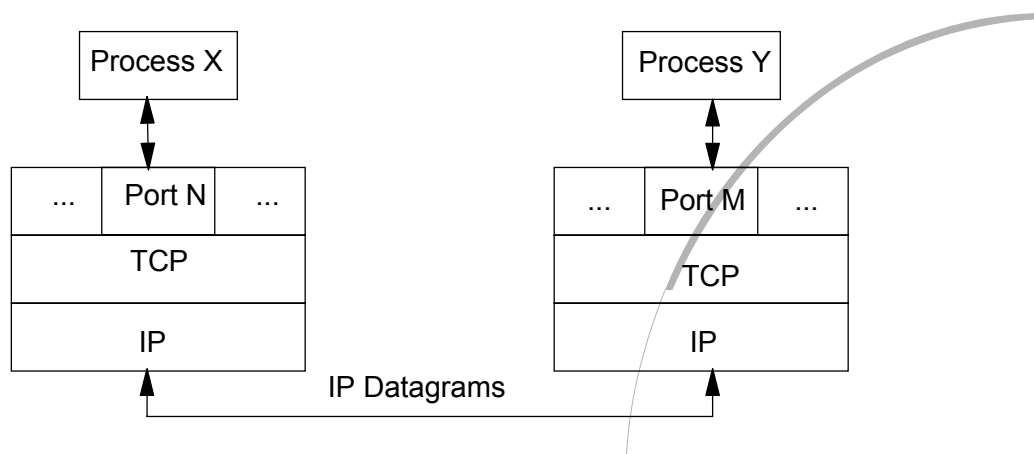 Process X
Process Y
... Port N ...
... Port M ...
TCP
TCP
IP
IP
IP Datagrams